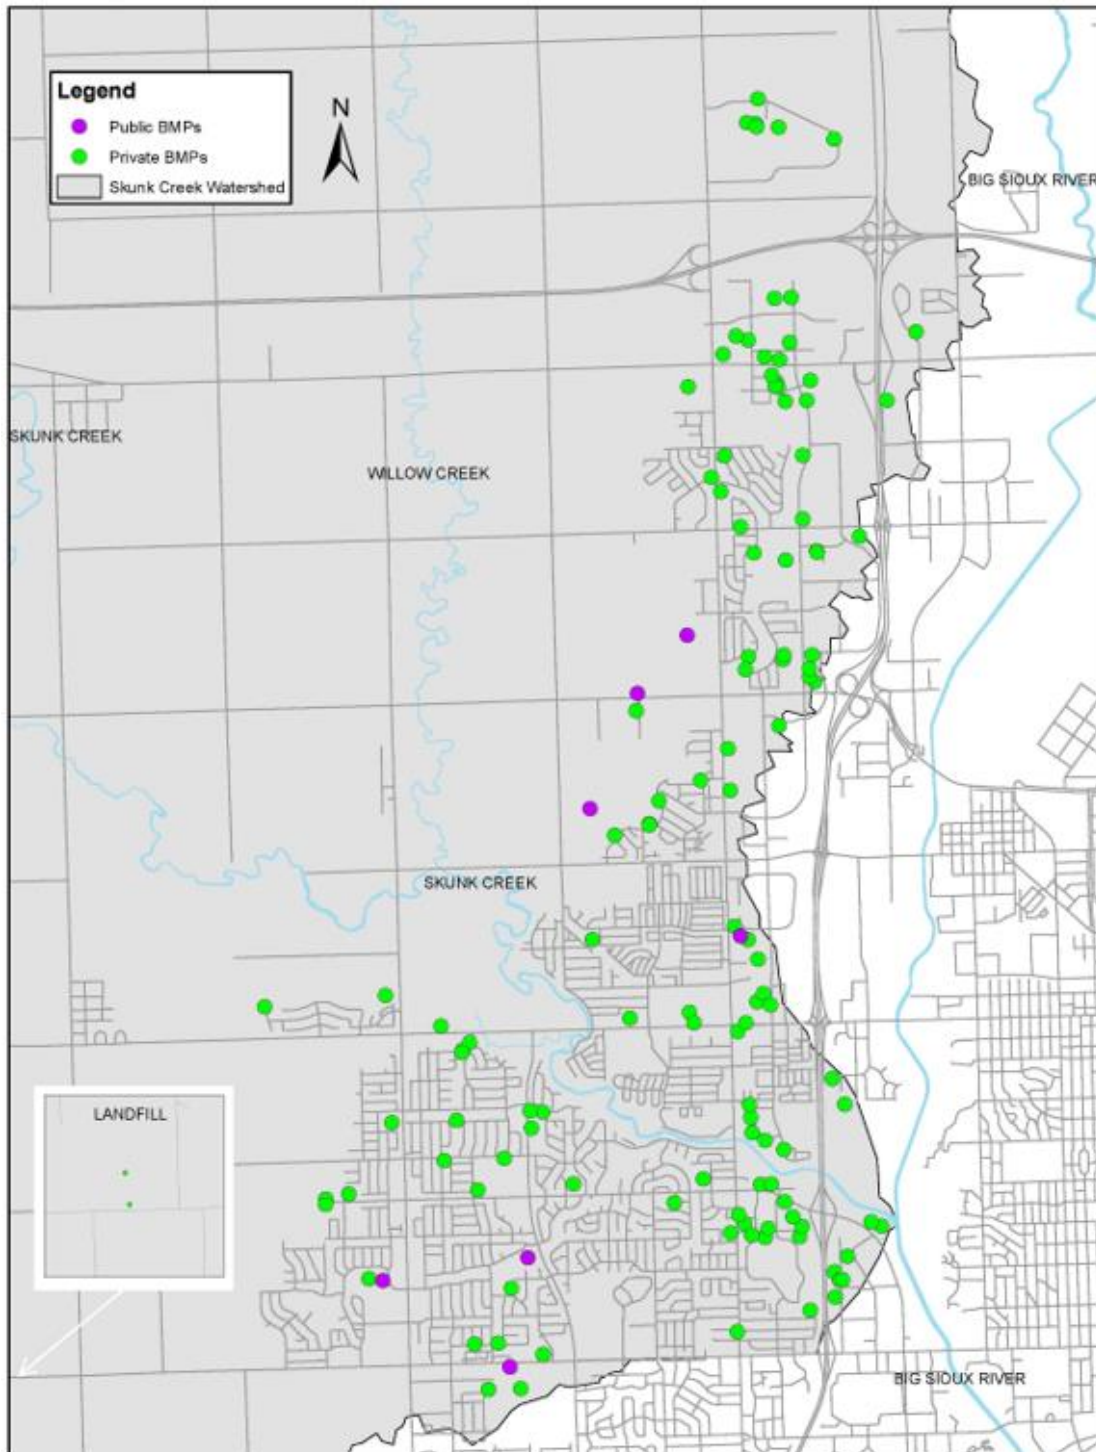 Legend
N
Public BMPs
Private BMPs
Skunk Creek Watershed
BIG SIOUX RIVER
SKUNK CREEK
WILLOW CREEK
SKUNK CREEK
LANDFILL
BIG SIOUX RIVER